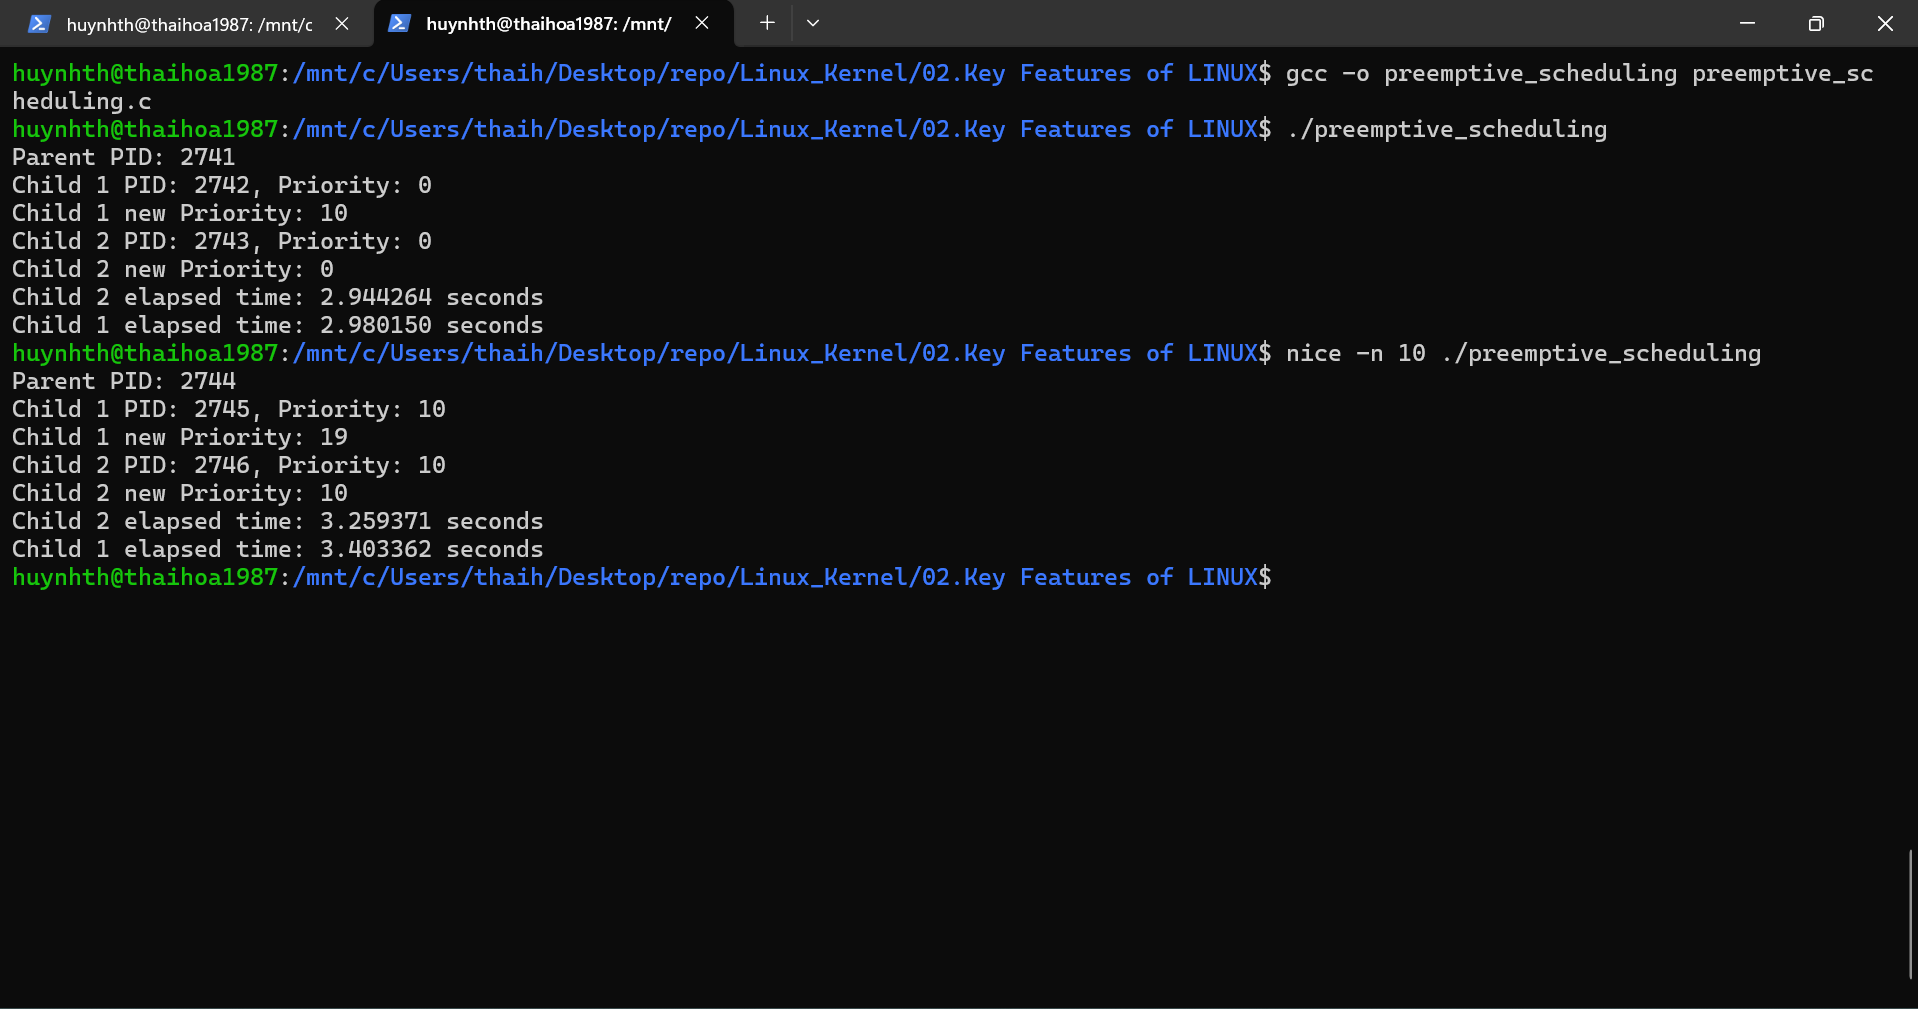 huynhth@thaihoa1987: /mnt/c
huynhth@thaihoa1987: /mnt/
huynhth@thaihoa1987:/mnt/c/Users/thaih/Desktop/repo/Linux_Kernel/02.Key Features of LINUX$ gcc -o preemptive_scheduling preemptive_sc
heduling.c
huynhth@thaihoa1987:/mnt/c/Users/thaih/Desktop/repo/Linux_Kernel/02.Key Features of LINUX$ ./preemptive_scheduling
Parent PID: 2741
Child 1 PID: 2742, Priority: 0
Child 1 new Priority: 10
Child 2 PID: 2743, Priority: 0
Child 2 new Priority: 0
Child 2 elapsed time: 2.944264 seconds
Child 1 elapsed time: 2.980150 seconds
huynhth@thaihoa1987:/mnt/c/Users/thaih/Desktop/repo/Linux_Kernel/02.Key Features of LINUX$ nice -n 10 ./preemptive_scheduling
Parent PID: 2744
Child 1 PID: 2745, Priority: 10
Child 1 new Priority: 19
Child 2 PID: 2746, Priority: 10
Child 2 new Priority: 10
Child 2 elapsed time: 3.259371 seconds
Child 1 elapsed time: 3.403362 seconds
huynhth@thaihoa1987:/mnt/c/Users/thaih/Desktop/repo/Linux_Kernel/02.Key Features of LINUX$